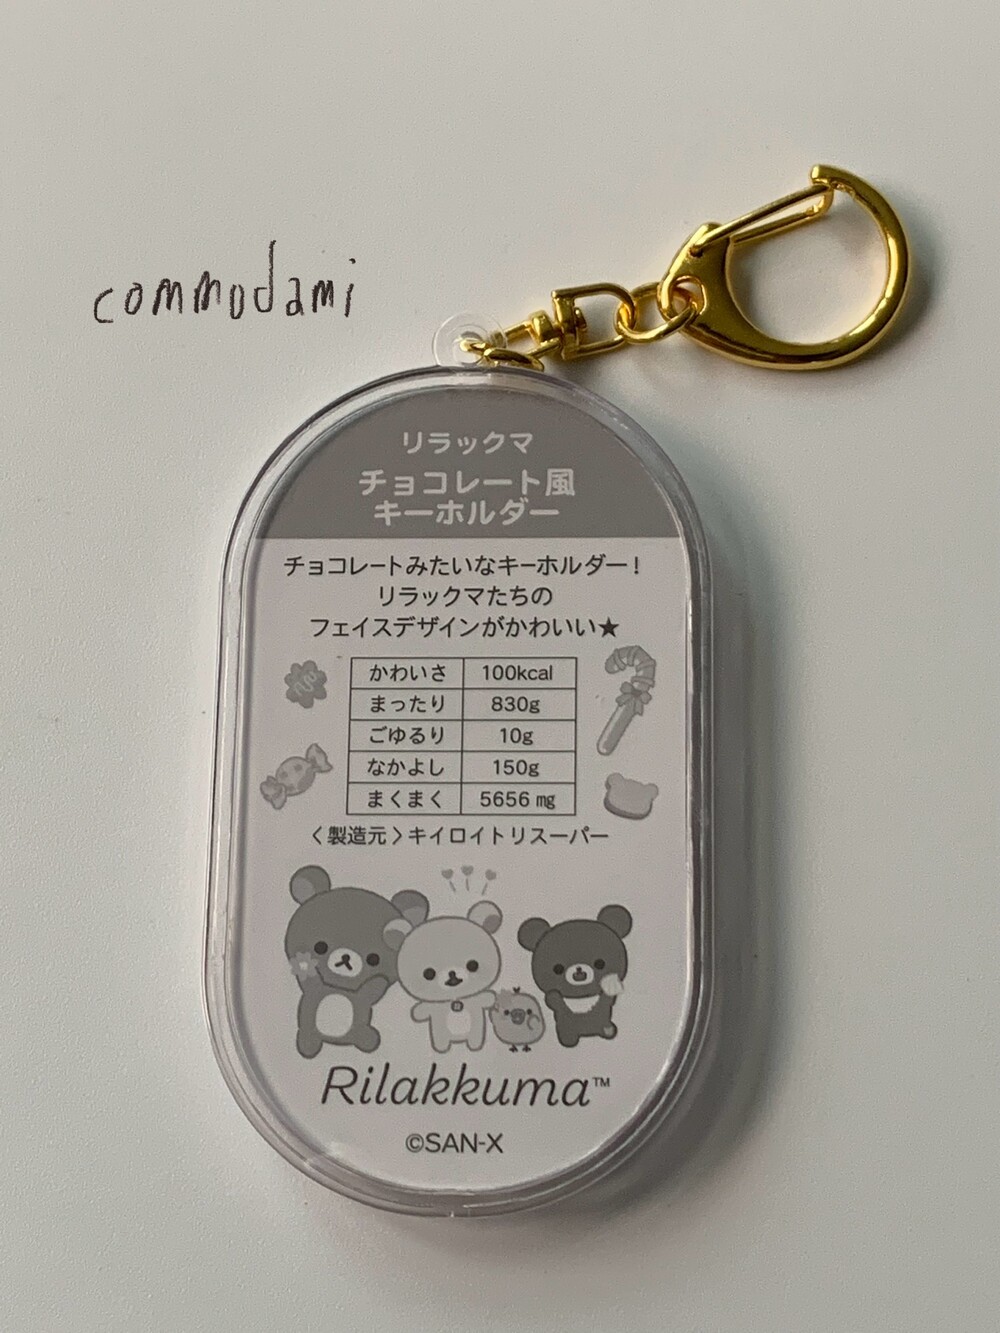 commodami
リラックマ
チョコレート風
キーホルダー
チョコレートみたいなキーホルダー!
リラックマたちの
フェイスデザインがかわいい★
かわいさ 100kcal
まったり 830g
ごゆるり 10g
なかよし 150g
まくまく 5656㎎
〈製造元〉キイロイトリスーパー
Rilakkuma™
©SAN-X